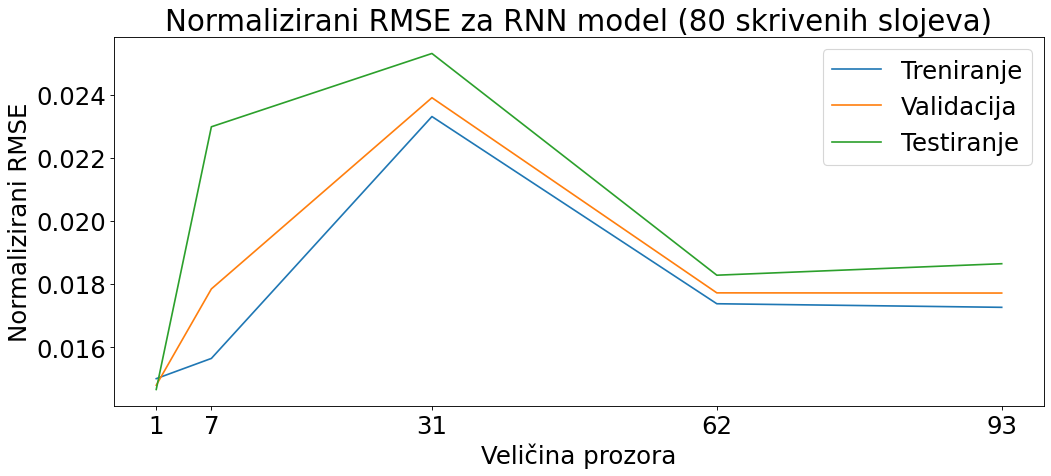 Normalizirani RMSE za RNN model (80 skrivenih slojeva)
Treniranje
Validacija
Testiranje
Normalizirani RMSE
0.024
0.022
0.020
0.018
0.016
1 7 31 62 93
Veličina prozora